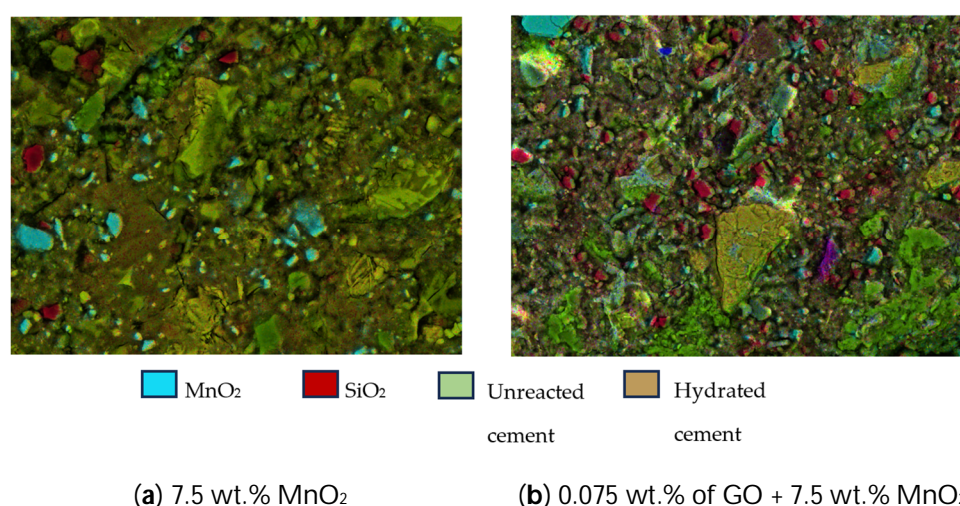 MnO₂ SiO₂ Unreacted cement Hydrated cement
(a) 7.5 wt.% MnO₂
(b) 0.075 wt.% of GO + 7.5 wt.% MnO